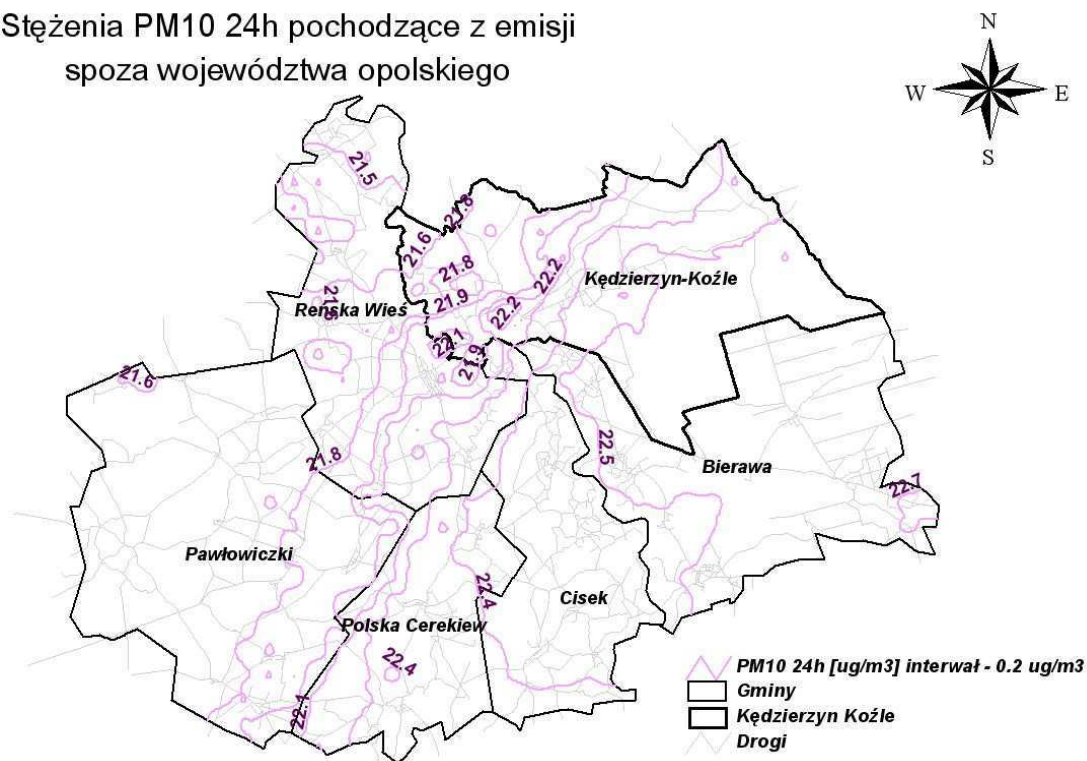 Stężenia PM10 24h pochodzące z emisji
spoza województwa opolskiego
N
W
E
S
21.5
21.8
21.6
21.8
22.2
Kędzierzyn-Koźle
21.9
Reńska Wieś
22.2
22.1
21.9
21.6
21.8
22.5
Bierawa
22.7
Pawłowiczki
22.4
Cisek
Polska Cerekiew
22.4
22.1
PM10 24h [ug/m3] interwał - 0.2 ug/m3
Gminy
Kędzierzyn Koźle
Drogi